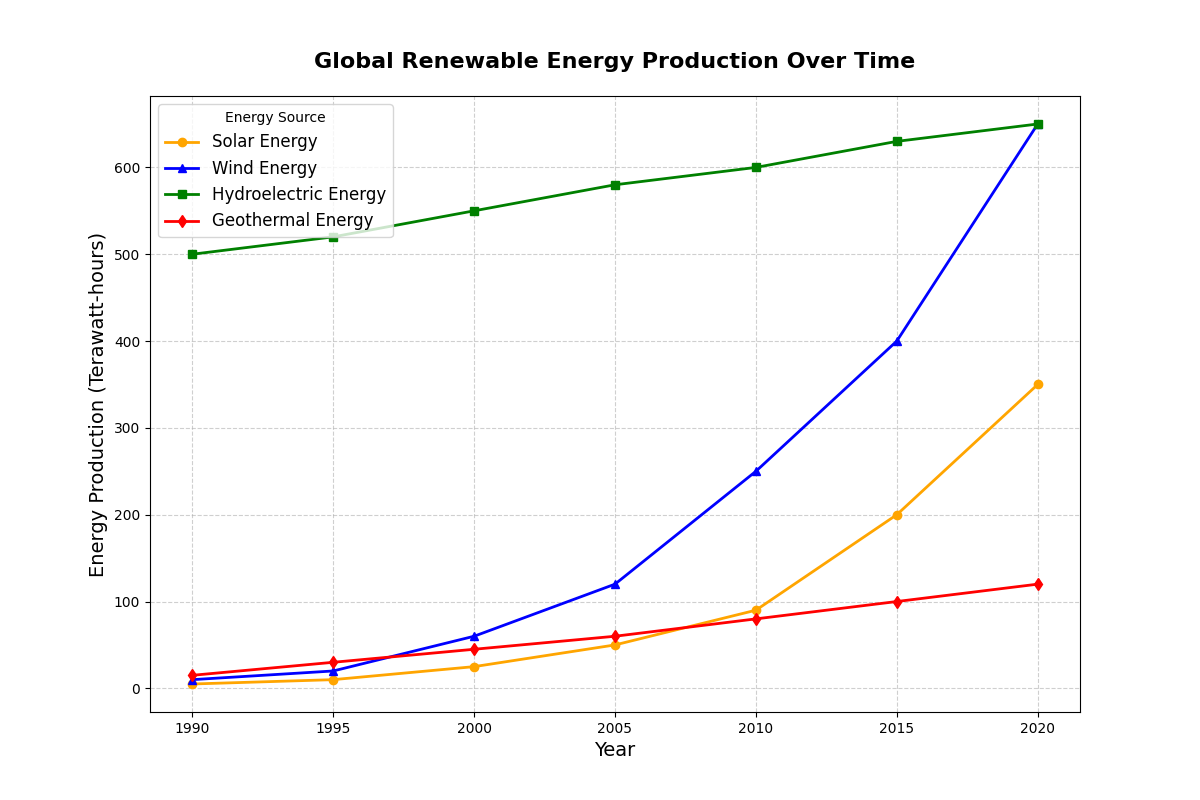 Global Renewable Energy Production Over Time
Energy Source
Solar Energy
Wind Energy
Hydroelectric Energy
Geothermal Energy
Energy Production (Terawatt-hours)
600
500
400
300
200
100
0
1990 1995 2000 2005 2010 2015 2020
Year